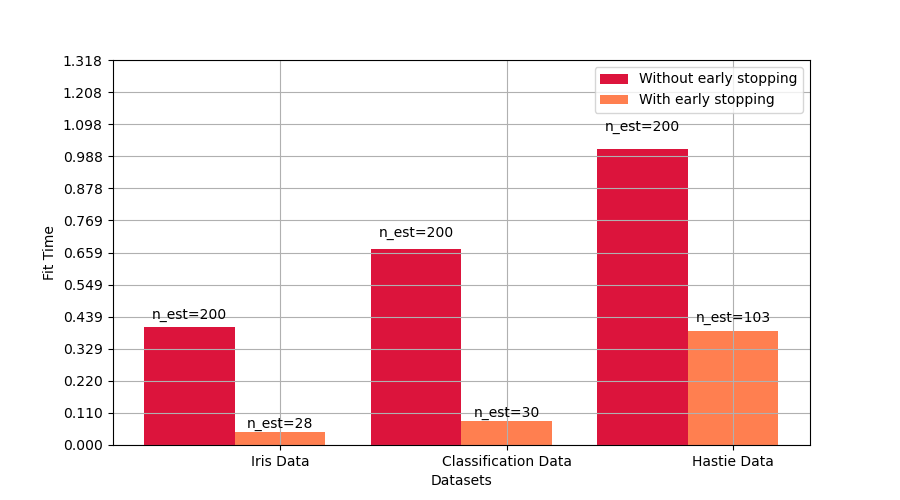 1.318
1.208
1.098
0.988
0.878
0.769
0.659
0.549
0.439
0.329
0.220
0.110
0.000
Fit Time
Without early stopping
With early stopping
n_est=200
n_est=28
n_est=200
n_est=30
n_est=200
n_est=103
Iris Data
Classification Data
Hastie Data
Datasets